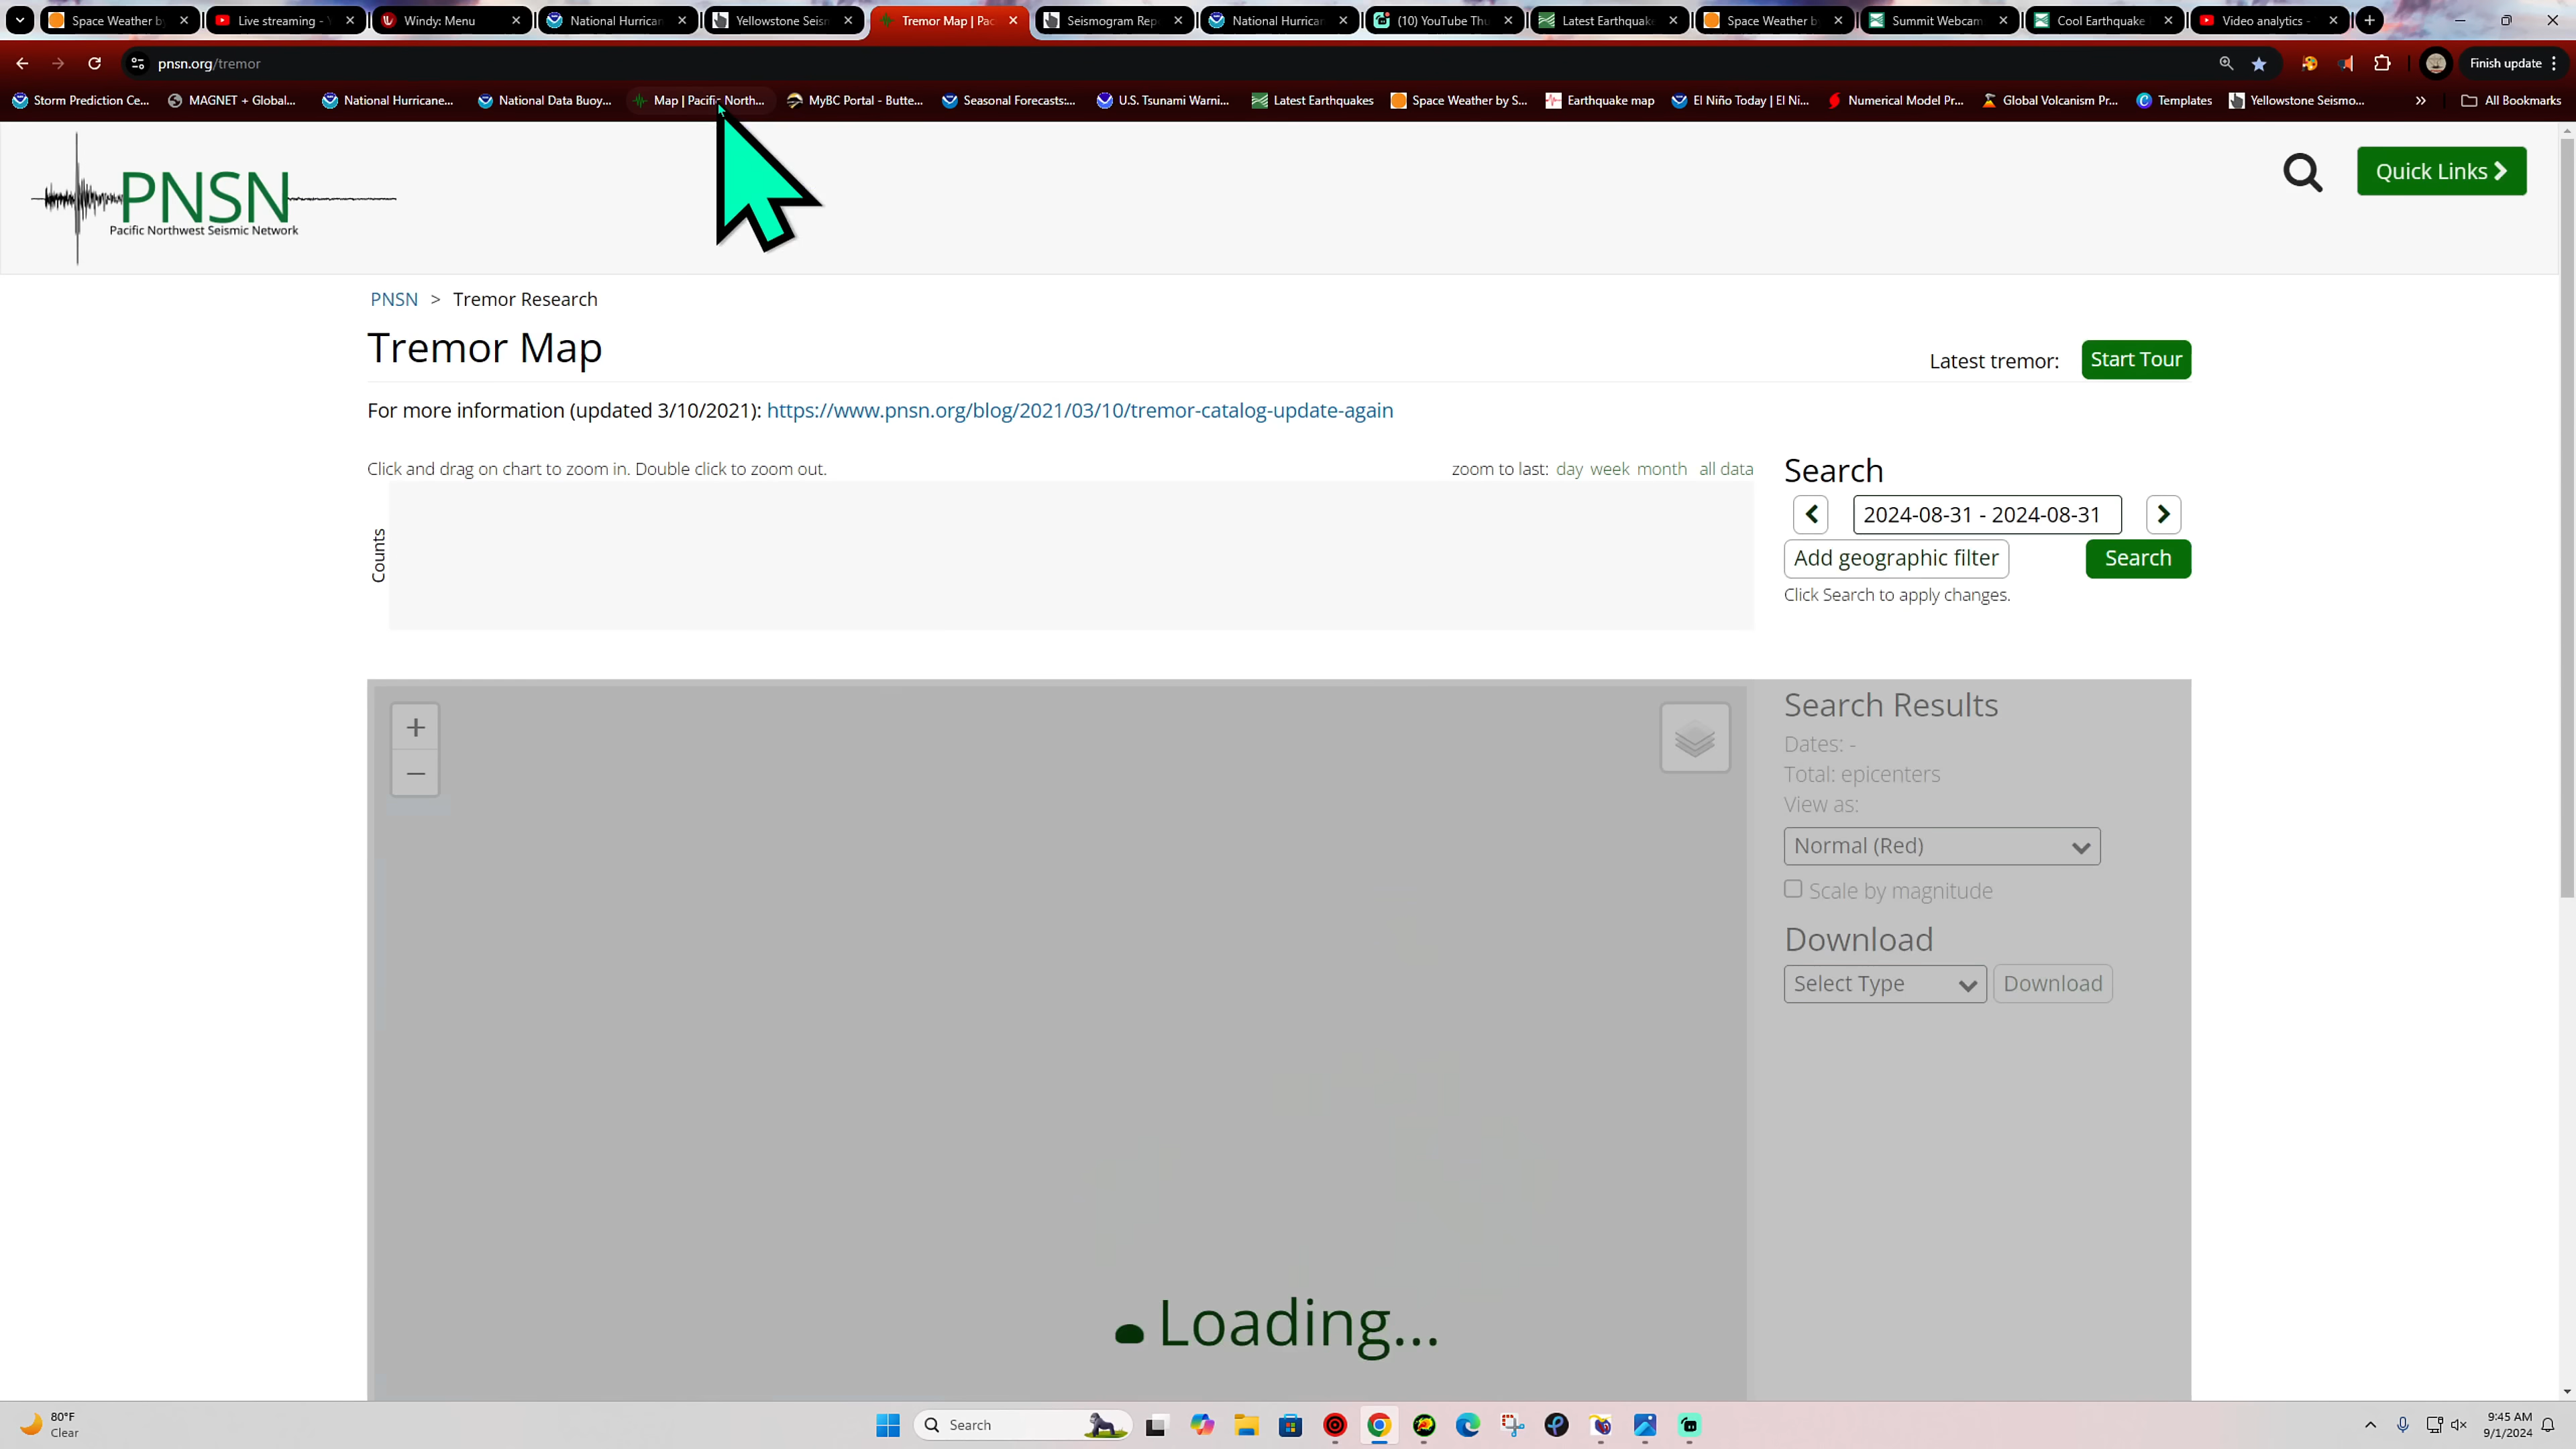 Space Weather b
Live streaming - Y
Windy: Menu
National Hurrican
Yellowstone Seisn
Tremor Map | Pac
Seismogram Rep
National Hurrican
(10) YouTube Thu
Latest Earthquake
Space Weather b
Summit Webcam
Cool Earthquake
Video analytics -
pnsn.org/tremor
Finish update
Storm Prediction Ce...
MAGNET + Global...
National Hurricane...
National Data Buoy...
Map | Pacific North...
MyBC Portal - Butte...
Seasonal Forecasts:...
U.S. Tsunami Warni...
Latest Earthquakes
Space Weather by S...
Earthquake map
El Niño Today | El Ni...
Numerical Model Pr...
Global Volcanism Pr...
Templates
Yellowstone Seismo...
All Bookmarks
PNSN
Pacific Northwest Seismic Network
Quick Links
PNSN > Tremor Research
Tremor Map
Latest tremor:
Start Tour
For more information (updated 3/10/2021): https://www.pnsn.org/blog/2021/03/10/tremor-catalog-update-again
Click and drag on chart to zoom in. Double click to zoom out.
zoom to last: day week month all data
Counts
Search
2024-08-31 - 2024-08-31
Add geographic filter
Search
Click Search to apply changes.
+
−
Search Results
Dates: -
Total: epicenters
View as:
Normal (Red)
Scale by magnitude
Download
Select Type
Download
Loading...
80°F
Clear
Search
9:45 AM
9/1/2024